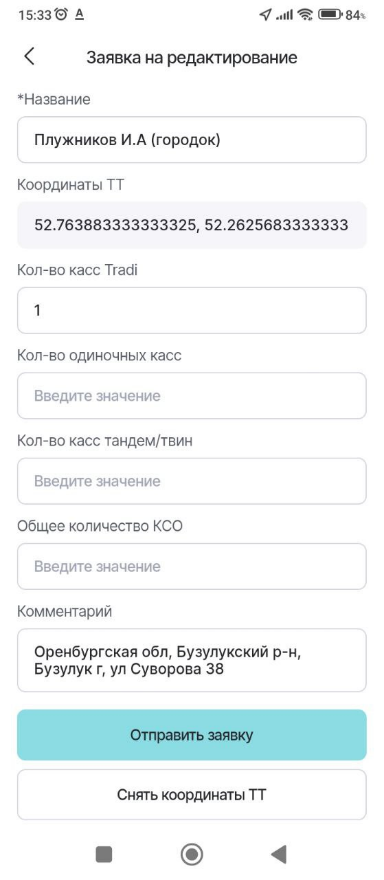 15:33 A 84%
Заявка на редактирование
*Название
Плужников И.А (городок)
Координаты ТТ
52.763883333333325, 52.2625683333333
Кол-во касс Tradi
1
Кол-во одиночных касс
Введите значение
Кол-во касс тандем/твин
Введите значение
Общее количество КСО
Введите значение
Комментарий
Оренбургская обл, Бузулукский р-н,
Бузулук г, ул Суворова 38
Отправить заявку
Снять координаты ТТ